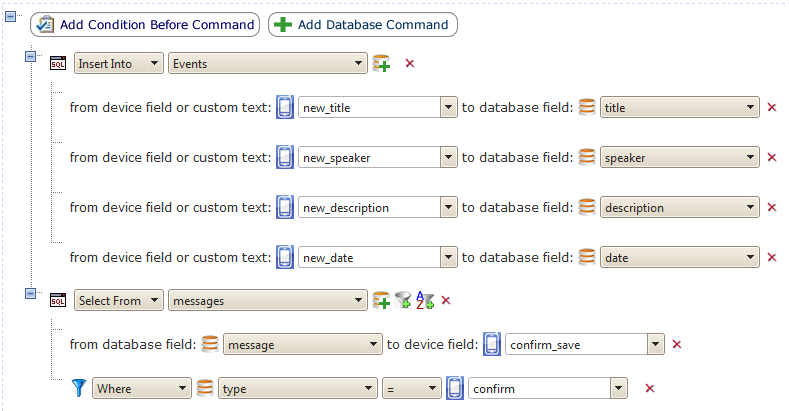 Add Condition Before Command Add Database Command
SQL Insert Into Events
from device field or custom text: new_title to database field: title
from device field or custom text: new_speaker to database field: speaker
from device field or custom text: new_description to database field: description
from device field or custom text: new_date to database field: date
SQL Select From messages A Z
from database field: message to device field: confirm_save
Where type = confirm